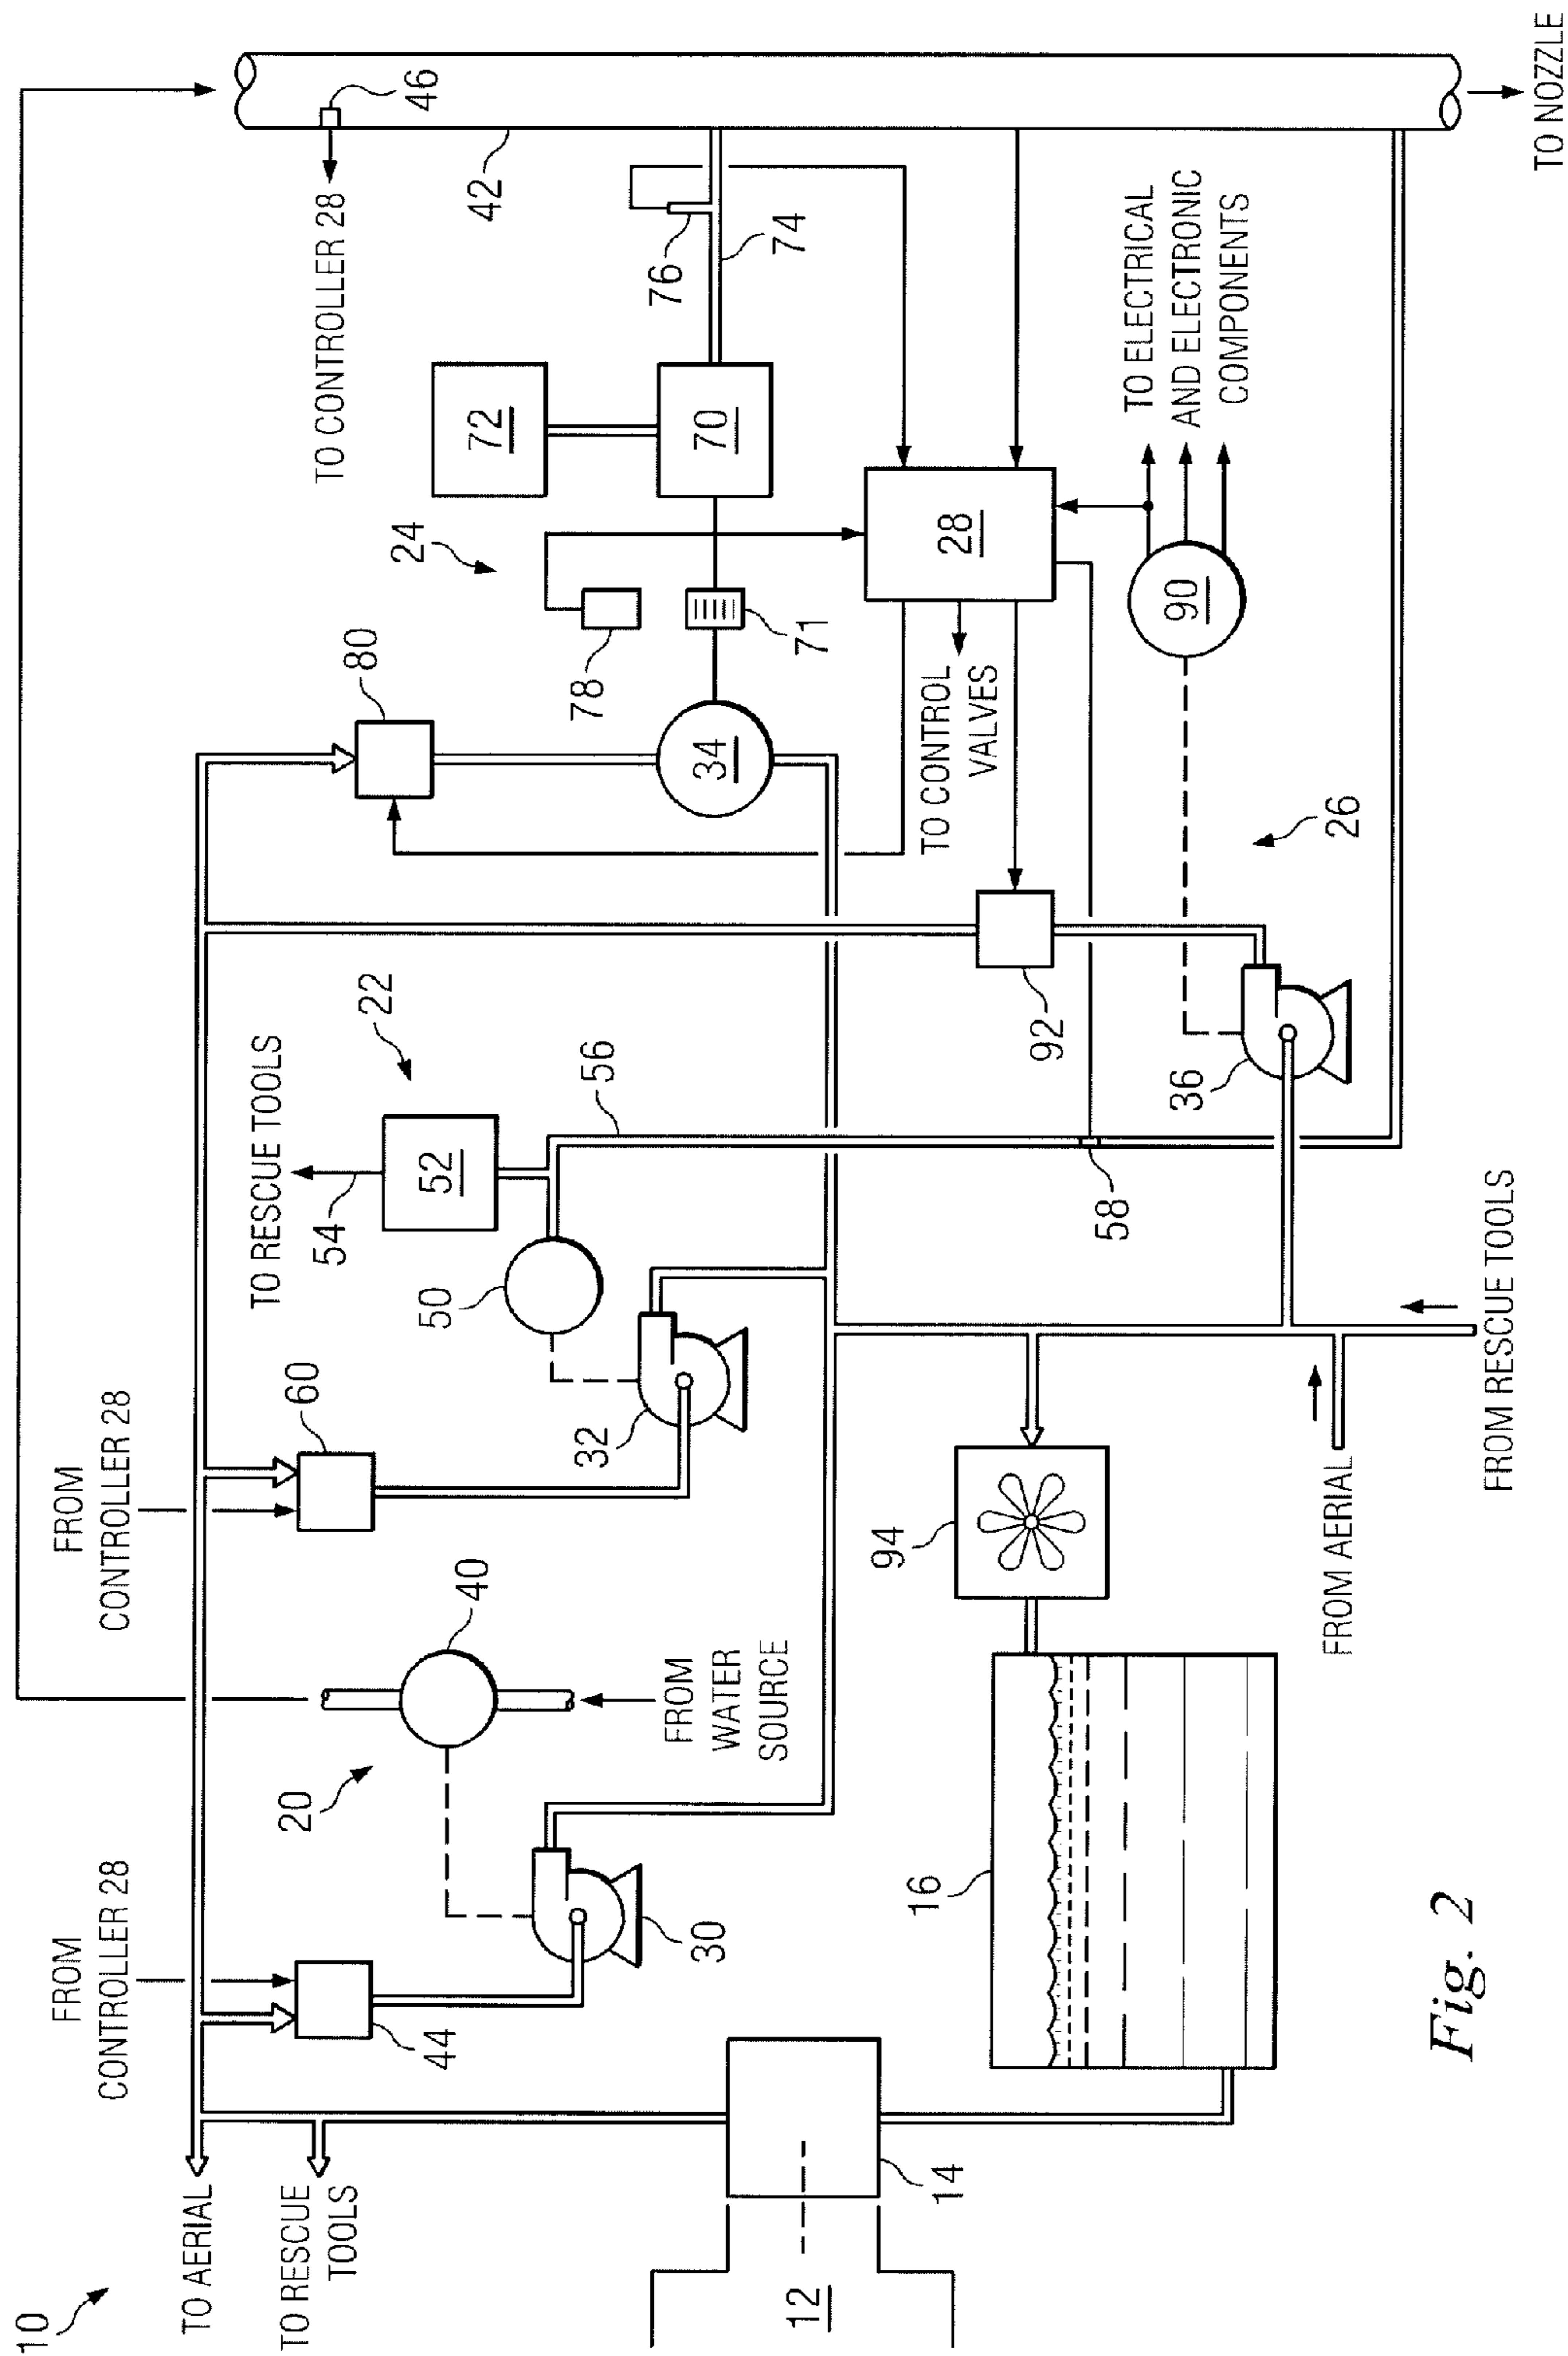 10
TO AERIAL
TO RESCUE
TOOLS
FROM
CONTROLLER 28
FROM
CONTROLLER 28
44
20
40
60
TO RESCUE TOOLS
54
22
80
24
TO CONTROLLER 28
46
42
12
14
30
FROM
WATER
SOURCE
32
50
52
56
34
78
71
72
70
76
74
16
94
92
58
TO CONTROL
VALVES
28
90
TO ELECTRICAL
AND ELECTRONIC
COMPONENTS
36
26
FROM AERIAL
FROM RESCUE TOOLS
TO NOZZLE
Fig. 2